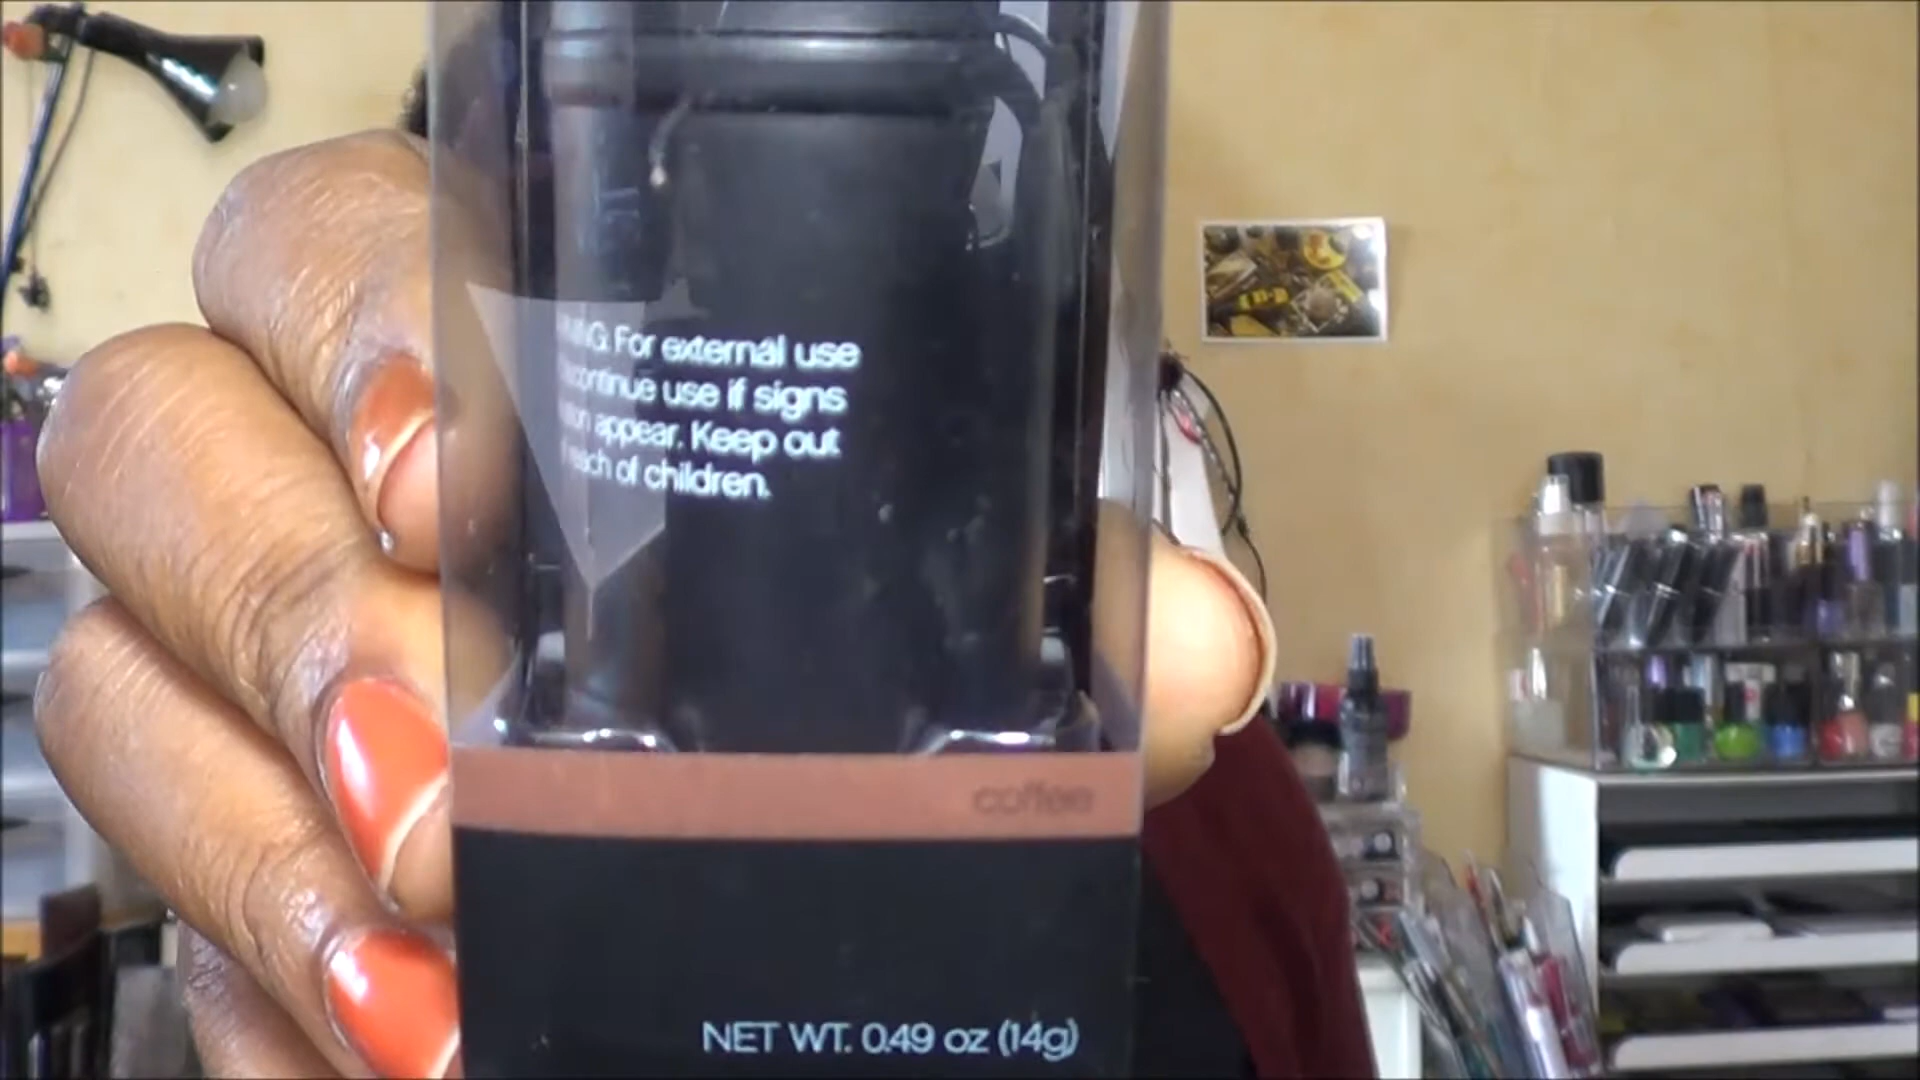 For external use
use if signs
appear. Keep out
of children.
coffee
NET WT. 0.49 oz (14g)